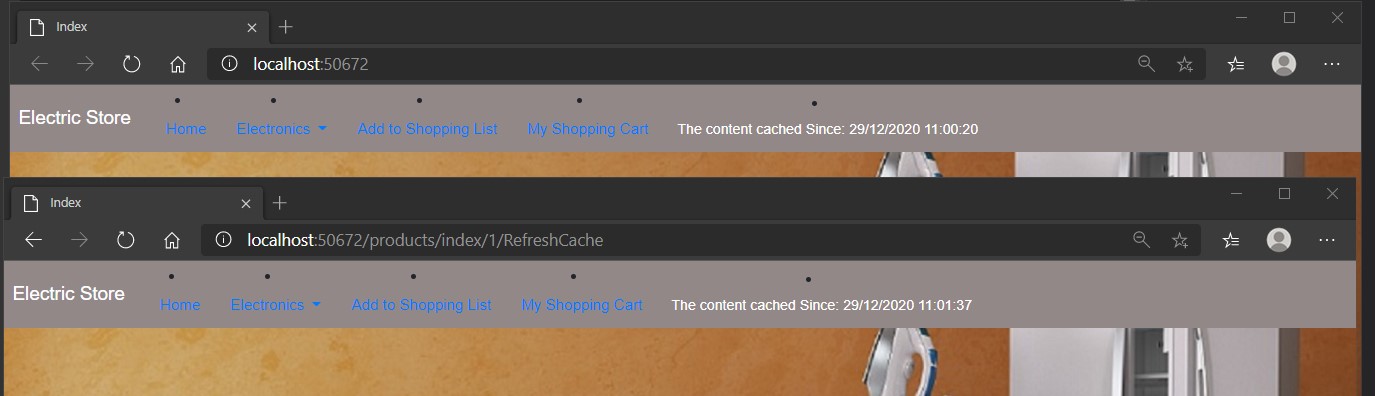 Index
localhost:50672
Electric Store
Home
Electronics
Add to Shopping List
My Shopping Cart
The content cached Since: 29/12/2020 11:00:20
Index
localhost:50672/products/index/1/RefreshCache
Electric Store
Home
Electronics
Add to Shopping List
My Shopping Cart
The content cached Since: 29/12/2020 11:01:37